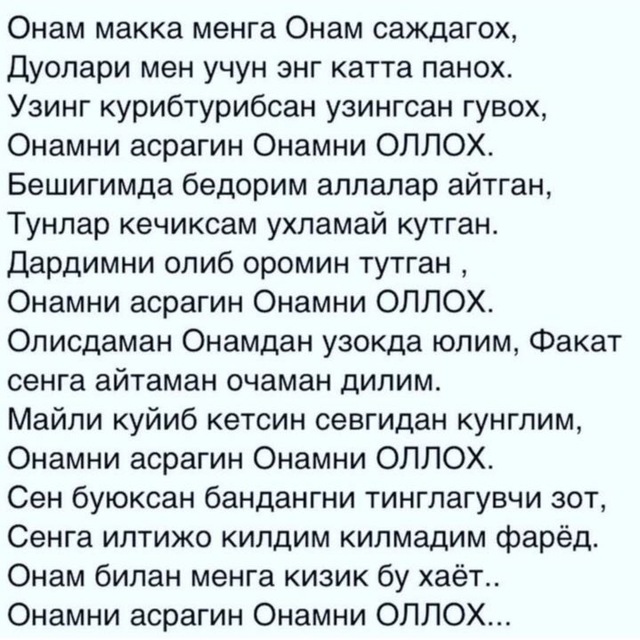 Онам макка менга Онам саждагох,
Дуолари мен учун энг катта панох.
Узинг курибтурибсан узингсан гувох,
Онамни асрагин Онамни ОЛЛОХ.
Бешигимда бедорим аллалар айтган,
Тунлар кечиксам ухламай кутган.
Дардимни олиб оромин тутган ,
Онамни асрагин Онамни ОЛЛОХ.
Олисдаман Онамдан узокда юлим, Факат
сенга айтаман очаман дилим.
Майли куйиб кетсин севгидан кунглим,
Онамни асрагин Онамни ОЛЛОХ.
Сен буюксан бандангни тинглагувчи зот,
Сенга илтижо килдим килмадим фарёд.
Онам билан менга кизик бу хаёт..
Онамни асрагин Онамни ОЛЛОХ...